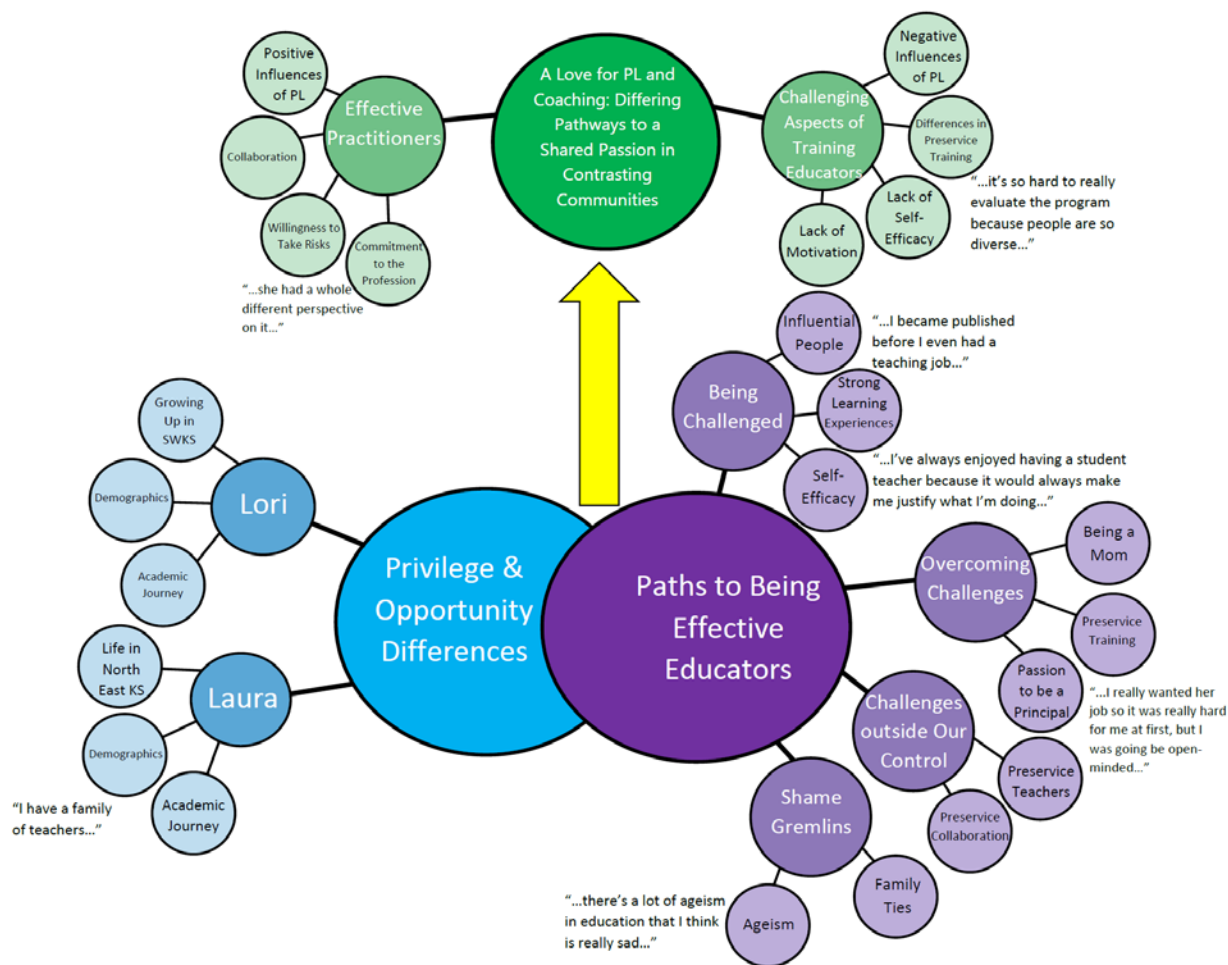 Positive
Influences
of PL
Effective
Practitioners
Collaboration
Willingness to
Take Risks
Commitment
to the
Profession
“...she had a whole
different perspective
on it...”
A Love for PL and
Coaching: Differing
Pathways to a
Shared Passion in
Contrasting
Communities
Negative
Influences
of PL
Challenging
Aspects of
Training
Educators
Differences in
Preservice
Training
Lack of
Self-
Efficacy
Lack of
Motivation
“...it’s so hard to really
evaluate the program
because people are so
diverse...”
Influential
People
“...I became published
before I even had a
teaching job...”
Being
Challenged
Strong
Learning
Experiences
Self-
Efficacy
“...I’ve always enjoyed having a student
teacher because it would always make
me justify what I’m doing...”
Growing
Up in
SWKS
Lori
Demographics
Academic
Journey
Privilege &
Opportunity
Differences
Paths to Being
Effective
Educators
Overcoming
Challenges
Being a
Mom
Preservice
Training
Passion
to be a
Principal
“...I really wanted her
job so it was really hard
for me at first, but I
was going be open-
minded...”
Life in
North
East KS
Laura
Demographics
Academic
Journey
“I have a family
of teachers...”
Challenges
outside Our
Control
Preservice
Teachers
Preservice
Collaboration
Shame
Gremlins
Family
Ties
Ageism
“...there’s a lot of ageism
in education that I think
is really sad...”